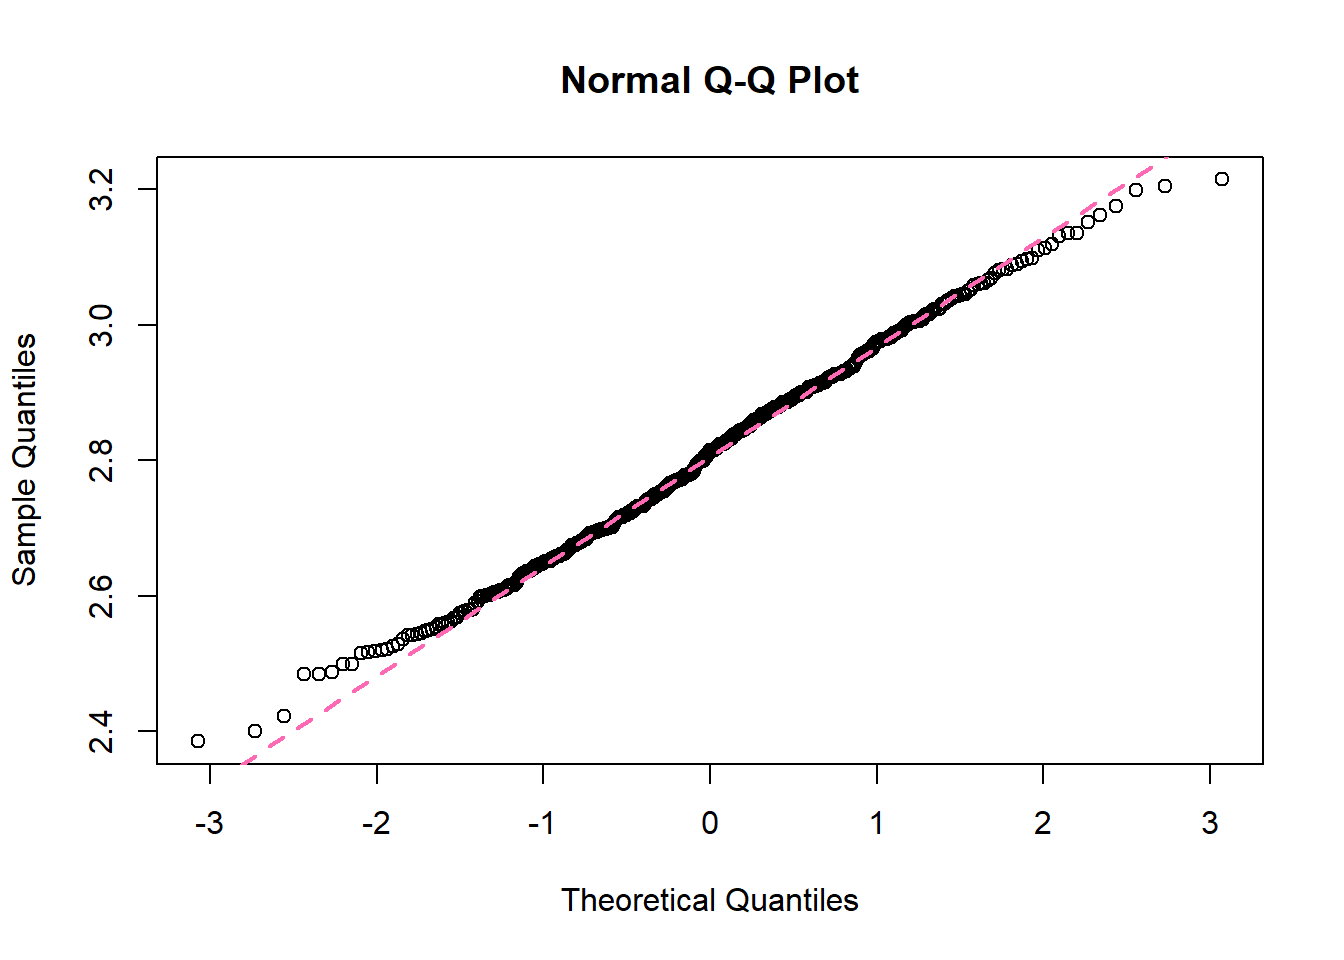 Normal Q-Q Plot
Sample Quantiles
3.2
3.0
2.8
2.6
2.4
-3 -2 -1 0 1 2 3
Theoretical Quantiles